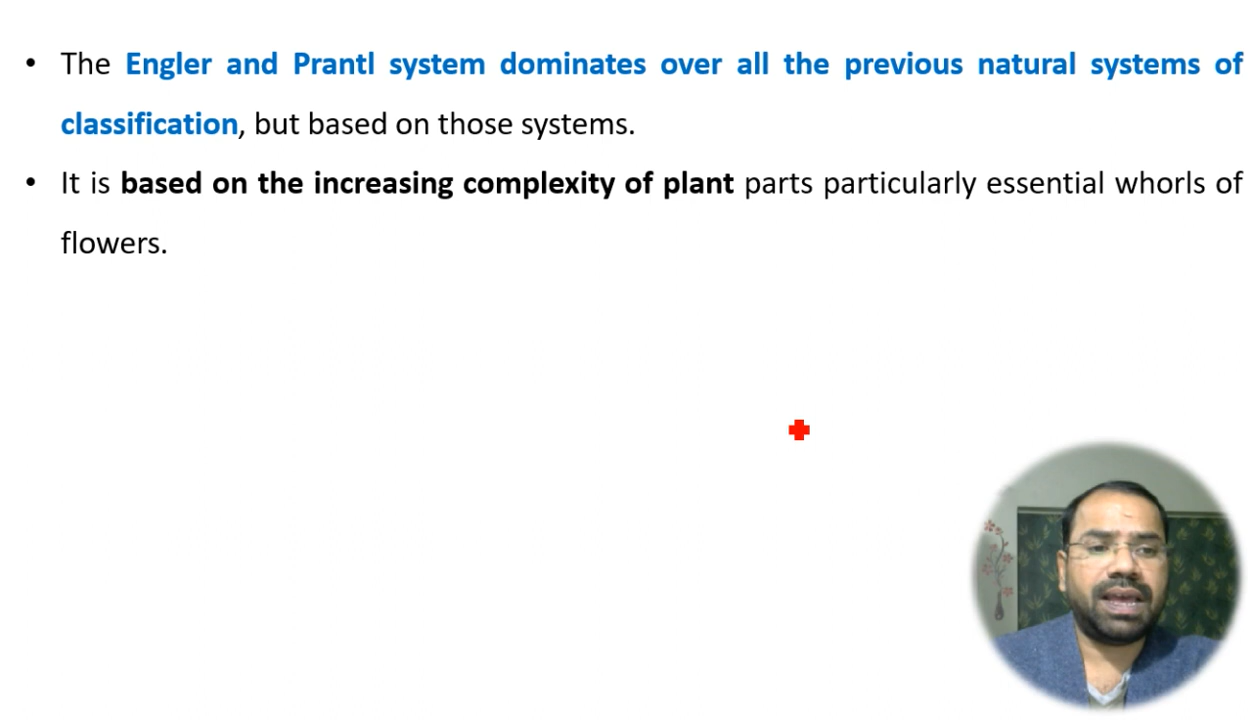 • The Engler and Prantl system dominates over all the previous natural systems of
classification, but based on those systems.
• It is based on the increasing complexity of plant parts particularly essential whorls of
flowers.